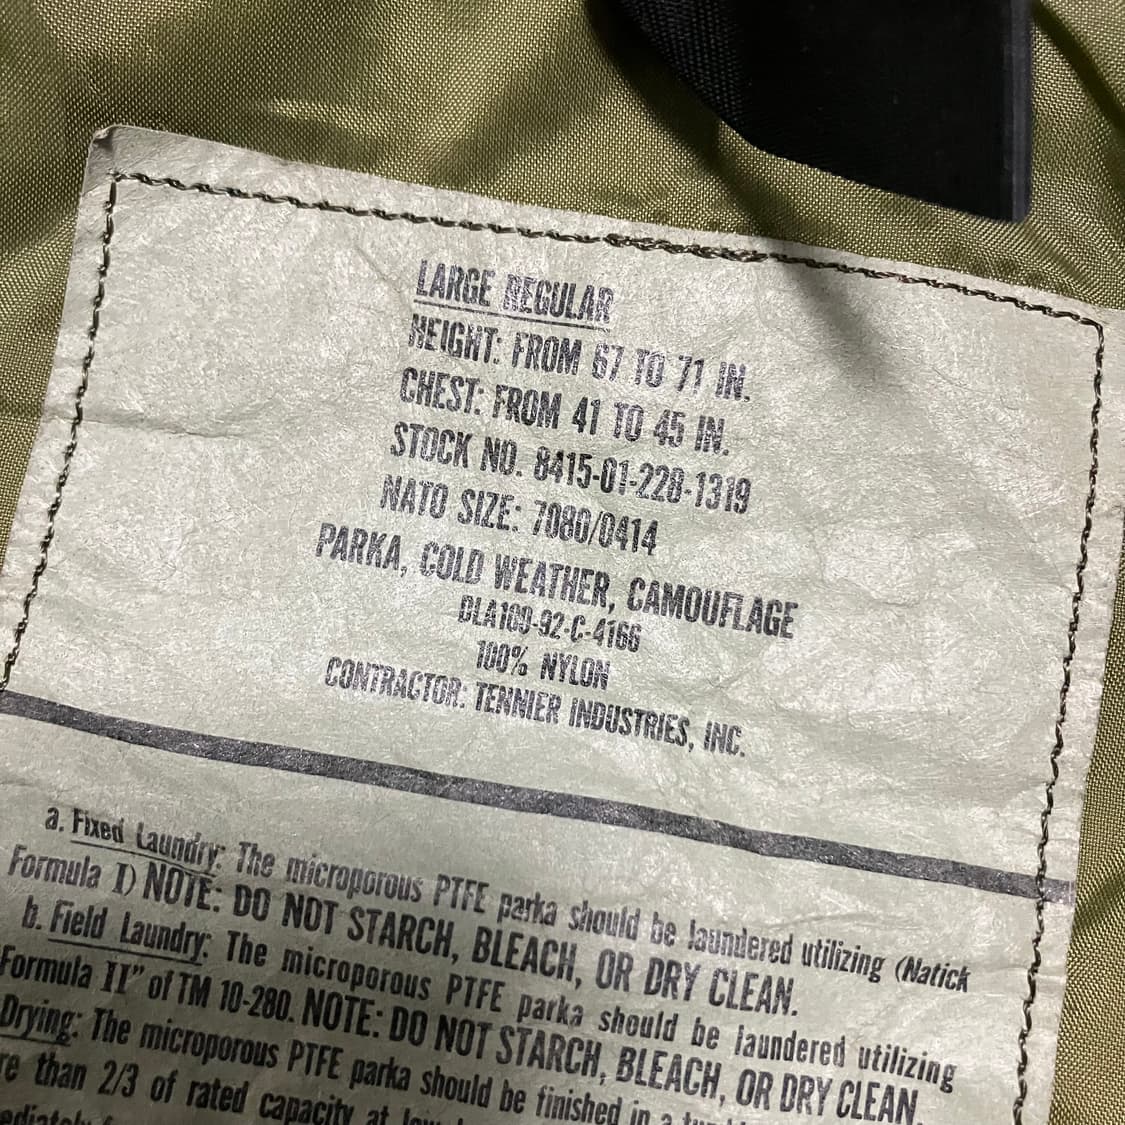 LARGE REGULAR
HEIGHT: FROM 67 TO 71 IN.
CHEST: FROM 41 TO 45 IN.
STOCK NO. 8415-01-228-1319
NATO SIZE: 7080/0414
PARKA, COLD WEATHER, CAMOUFLAGE
DLA100-92-C-4166
100% NYLON
CONTRACTOR: TENNIER INDUSTRIES, INC.
a. Fixed Laundry: The microporous PTFE parka should be laundered utilizing (Natick
Formula I) NOTE: DO NOT STARCH, BLEACH, OR DRY CLEAN.
b. Field Laundry: The microporous PTFE parka should be laundered utilizing
Formula II" of TM 10-280. NOTE: DO NOT STARCH, BLEACH, OR DRY CLEAN.
Drying: The microporous PTFE parka should be finished in a
re than 2/3 of rated capacity at